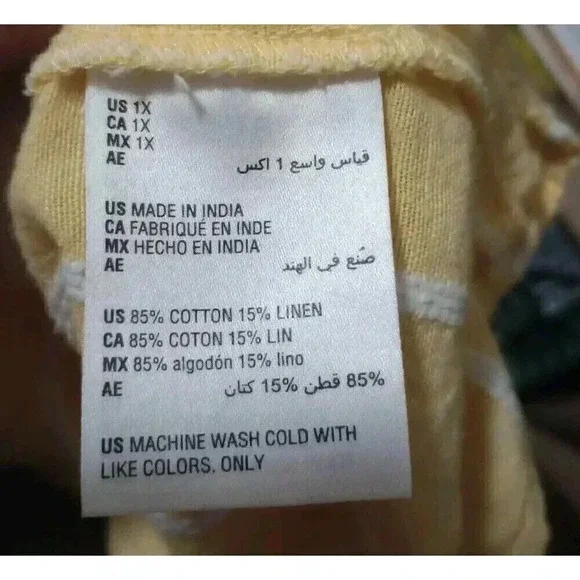 US 1X
CA 1X
MX 1X
AE قياس واسع 1 اكس
US MADE IN INDIA
CA FABRIQUÉ EN INDE
MX HECHO EN INDIA
AE صُنع في الهند
US 85% COTTON 15% LINEN
CA 85% COTON 15% LIN
MX 85% algodón 15% lino
AE 85% قطن 15% كتان
US MACHINE WASH COLD WITH
LIKE COLORS. ONLY